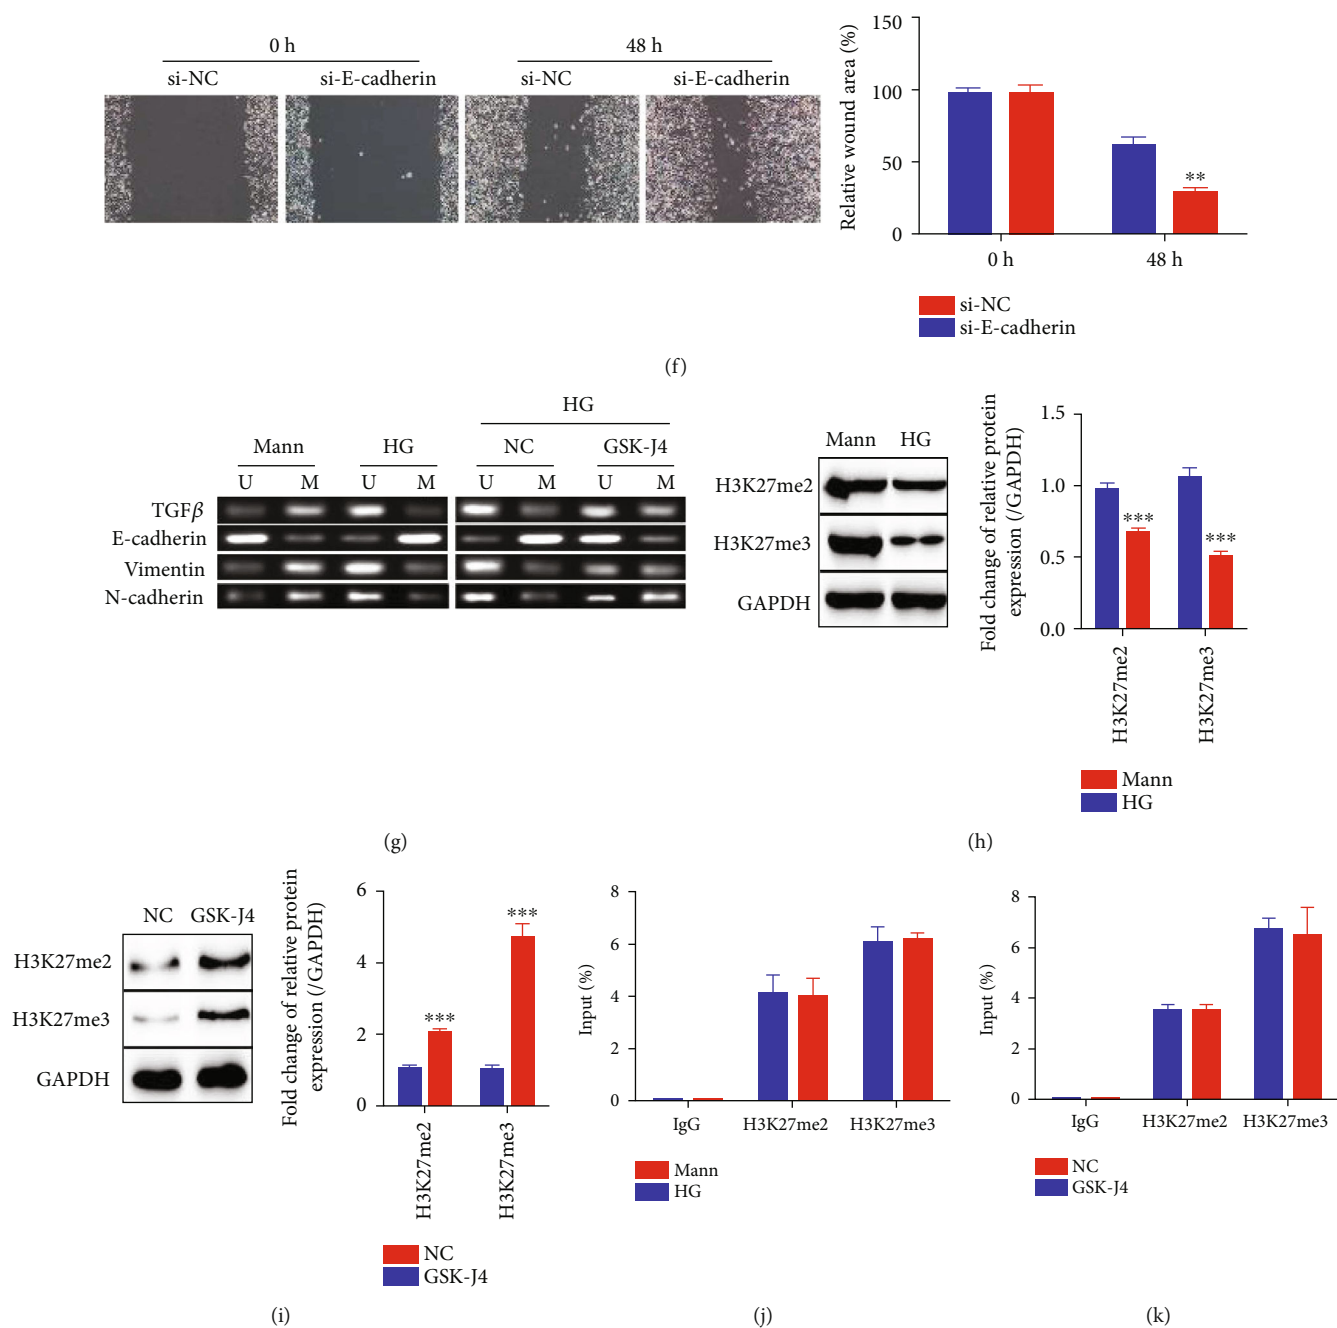 0 h
48 h
si-NC
si-E-cadherin
si-NC
si-E-cadherin
Relative wound area (%)
150
100
50
0
**
0 h
48 h
si-NC
si-E-cadherin
(f)
HG
Mann
HG
NC
GSK-J4
U
M
U
M
U
M
U
M
TGFβ
E-cadherin
Vimentin
N-cadherin
(g)
Mann
HG
H3K27me2
H3K27me3
GAPDH
Fold change of relative protein
expression (/GAPDH)
1.5
1.0
0.5
0.0
***
***
H3K27me2
H3K27me3
Mann
HG
(h)
NC
GSK-J4
H3K27me2
H3K27me3
GAPDH
Fold change of relative protein
expression (/GAPDH)
6
4
2
0
***
***
H3K27me2
H3K27me3
NC
GSK-J4
(i)
Input (%)
8
6
4
2
0
IgG
H3K27me2
H3K27me3
Mann
HG
(j)
Input (%)
8
6
4
2
0
IgG
H3K27me2
H3K27me3
NC
GSK-J4
(k)